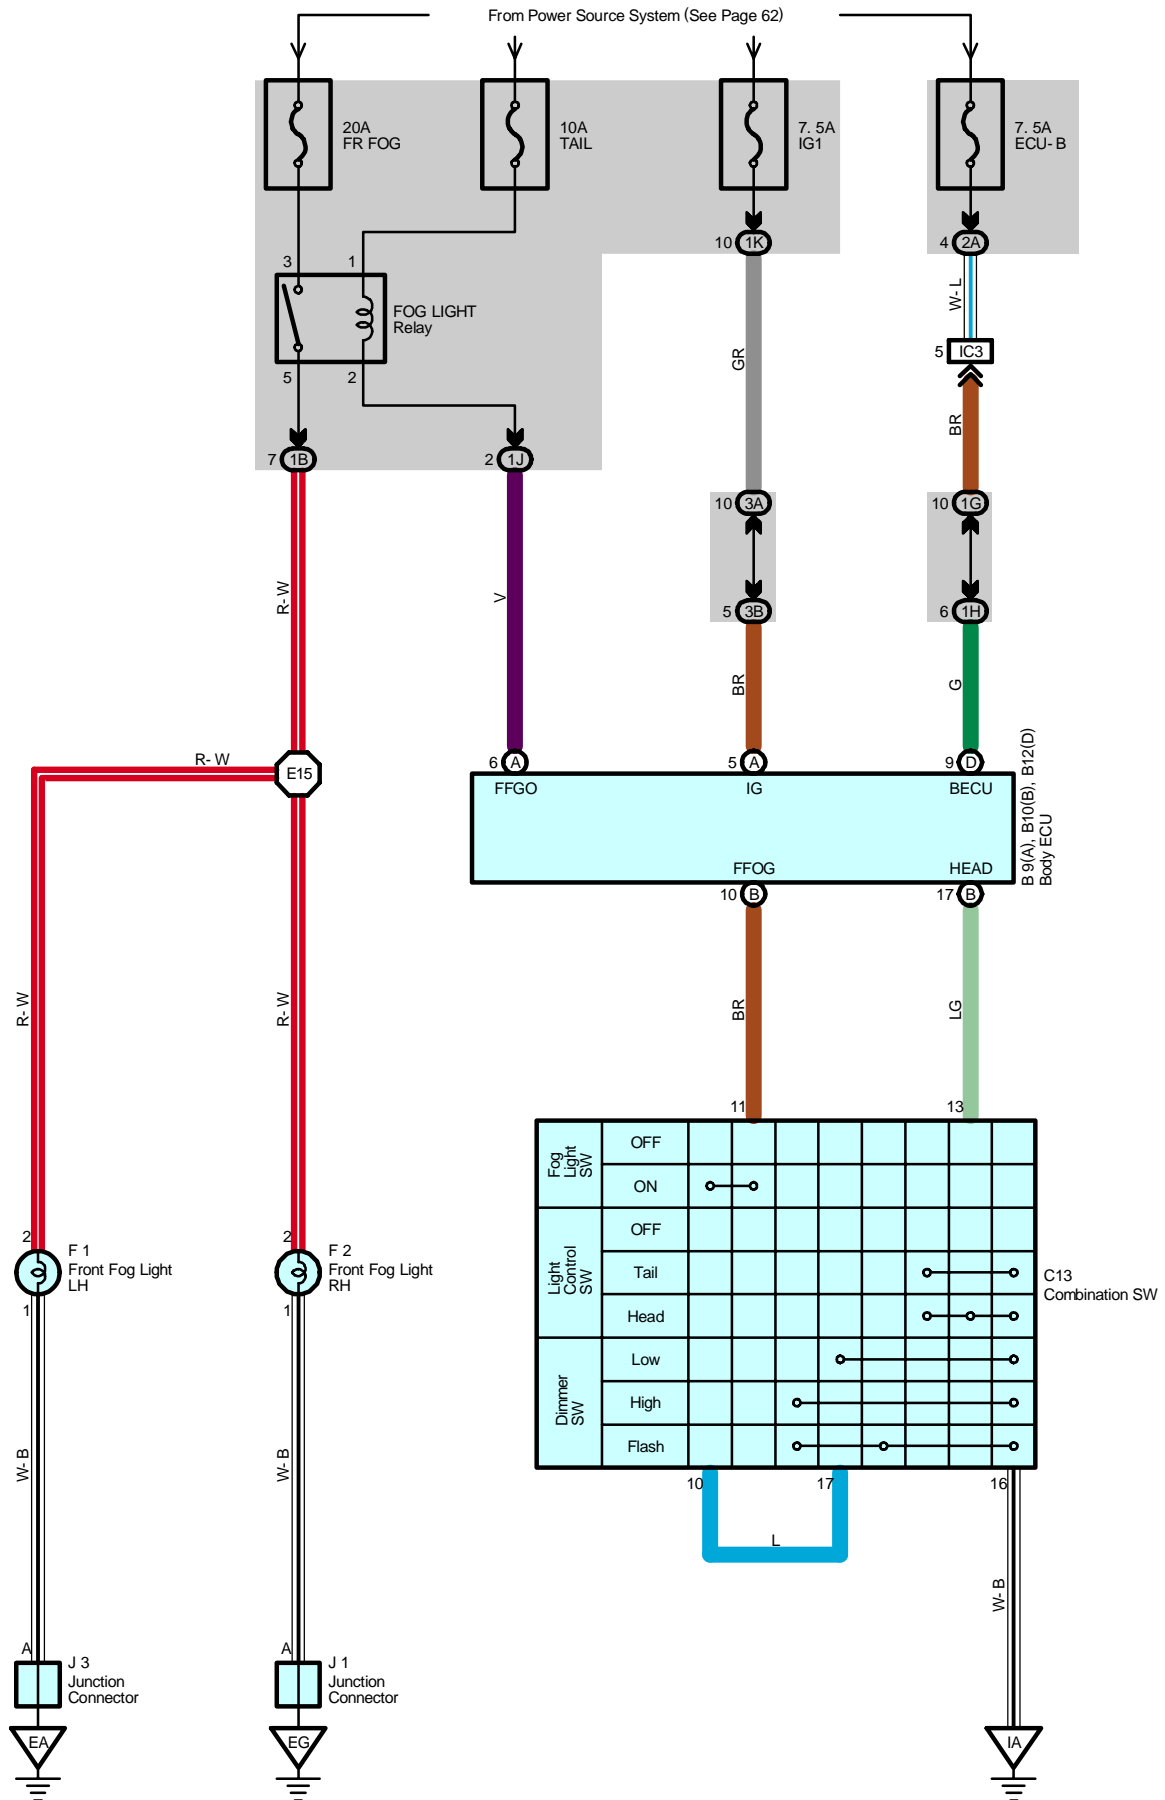 From Power Source System (See Page 62)
20A
FR FOG
10A
TAIL
7. 5A
IG1
7. 5A
ECU- B
10 1K
4 2A
W- L
3 1
FOG LIGHT
Relay
5 IC3
GR
5 2
BR
7 1B
2 1J
10 3A
10 1G
R- W
V
5 3B
6 1H
BR
G
R- W
E15
6 A
5 A
9 D
FFGO
IG
BECU
B 9(A), B10(B), B12(D)
Body ECU
FFOG
HEAD
10 B
17 B
R- W
R- W
BR
LG
11
13
Fog
Light
SW
OFF
ON
Light
Control
SW
OFF
Tail
Head
Dimmer
SW
Low
High
Flash
C13
Combination SW
2
F 1
Front Fog Light
LH
1
2
F 2
Front Fog Light
RH
1
W- B
W- B
10
17
16
L
W- B
A
J 3
Junction
Connector
A
J 1
Junction
Connector
EA
EG
IA